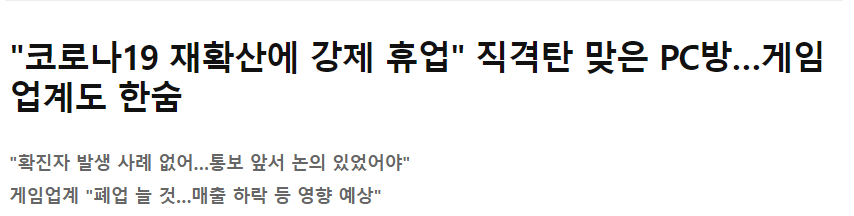 "코로나19 재확산에 강제 휴업" 직격탄 맞은 PC방…게임
업계도 한숨
"확진자 발생 사례 없어…통보 앞서 논의 있었어야"
게임업계 "폐업 늘 것…매출 하락 등 영향 예상"